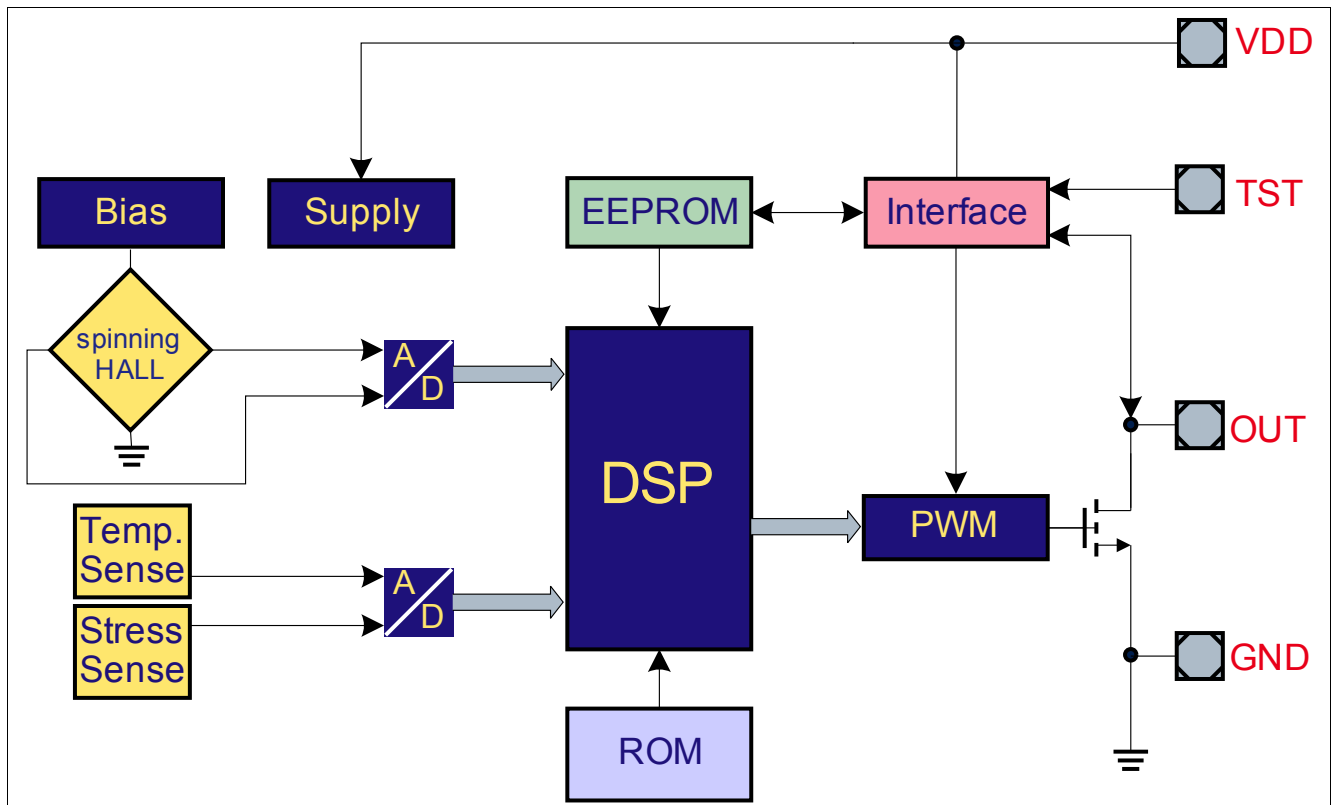 VDD
TST
Bias
Supply
EEPROM
Interface
spinning
HALL
A
D
DSP
OUT
Temp.
Sense
Stress
Sense
A
D
PWM
GND
ROM